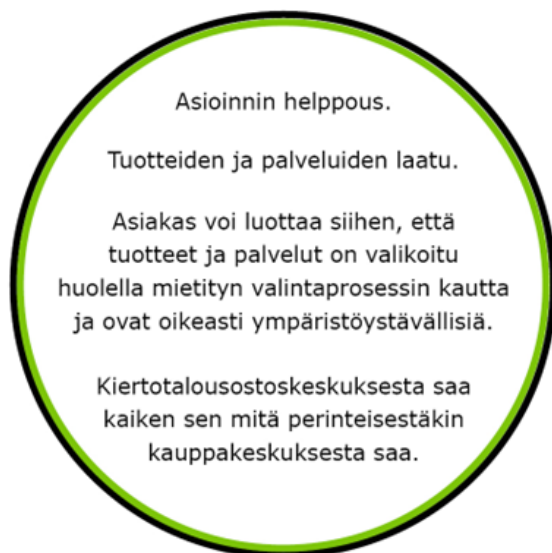 Asioinnin helppous.
Tuotteiden ja palveluiden laatu.
Asiakas voi luottaa siihen, että
tuotteet ja palvelut on valikoitu
huolella mietityn valintaprosessin kautta
ja ovat oikeasti ympäristöystävällisiä.
Kiertotalousostoskeskuksesta saa
kaiken sen mitä perinteisestäkin
kauppakeskuksesta saa.